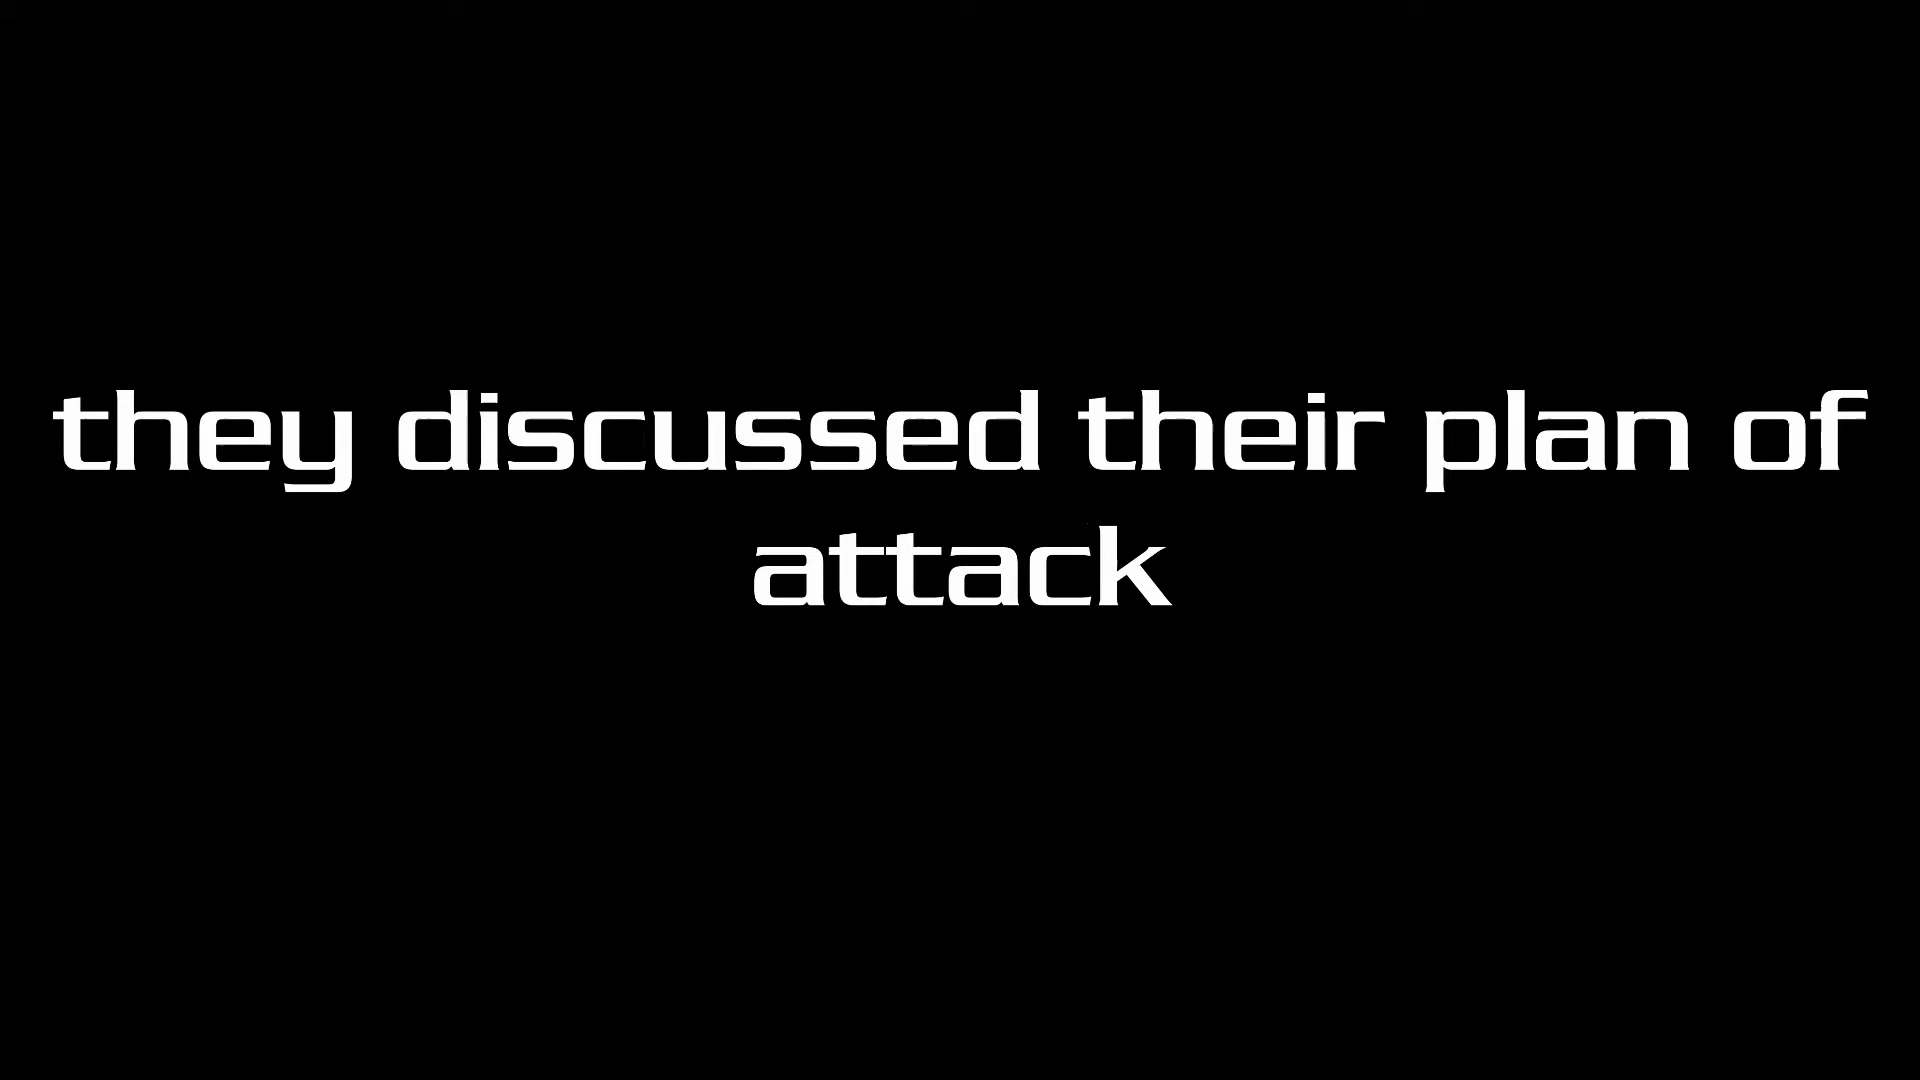 they discussed their plan of
attack